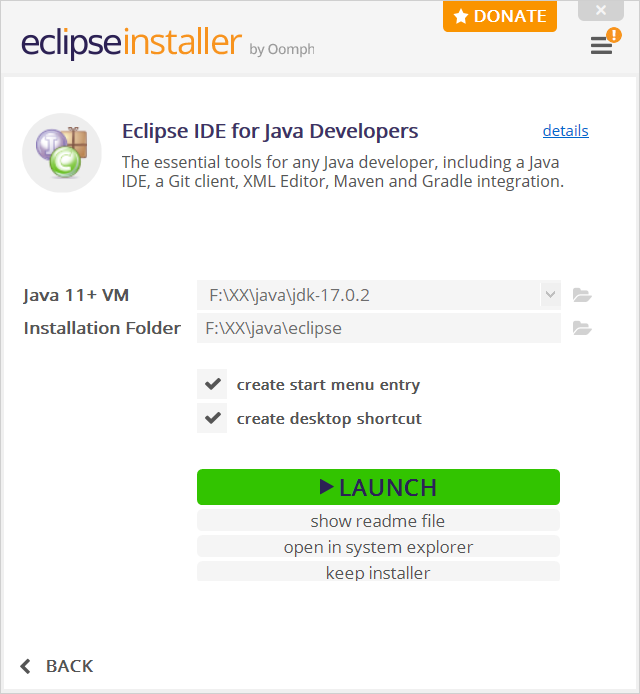 DONATE
eclipseinstaller by Oomph
!
Eclipse IDE for Java Developers
details
The essential tools for any Java developer, including a Java
IDE, a Git client, XML Editor, Maven and Gradle integration.
Java 11+ VM
F:\XX\java\jdk-17.0.2
Installation Folder
F:\XX\java\eclipse
create start menu entry
create desktop shortcut
LAUNCH
show readme file
open in system explorer
keep installer
BACK